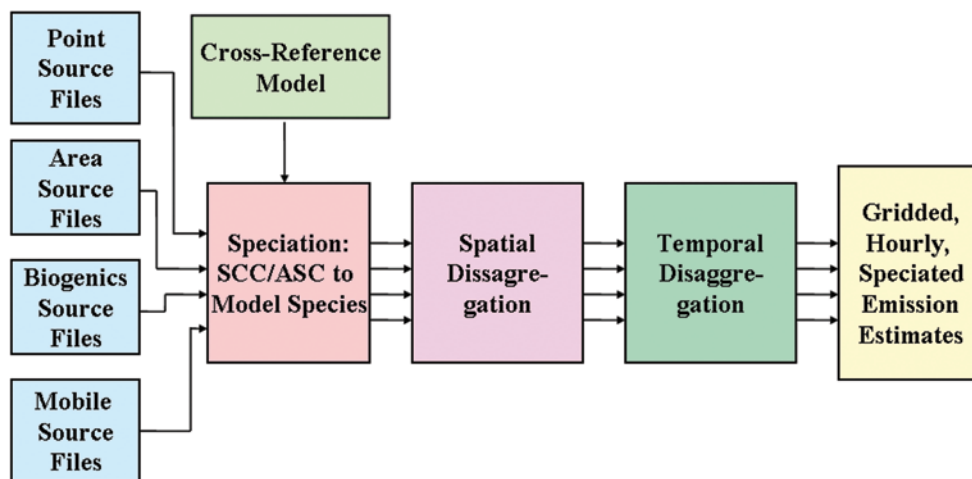 Point
Source
Files
Cross-Reference
Model
Area
Source
Files
Biogenics
Source
Files
Mobile
Source
Files
Speciation:
SCC/ASC to
Model Species
Spatial
Dissagre-
gation
Temporal
Disaggre-
gation
Gridded,
Hourly,
Speciated
Emission
Estimates